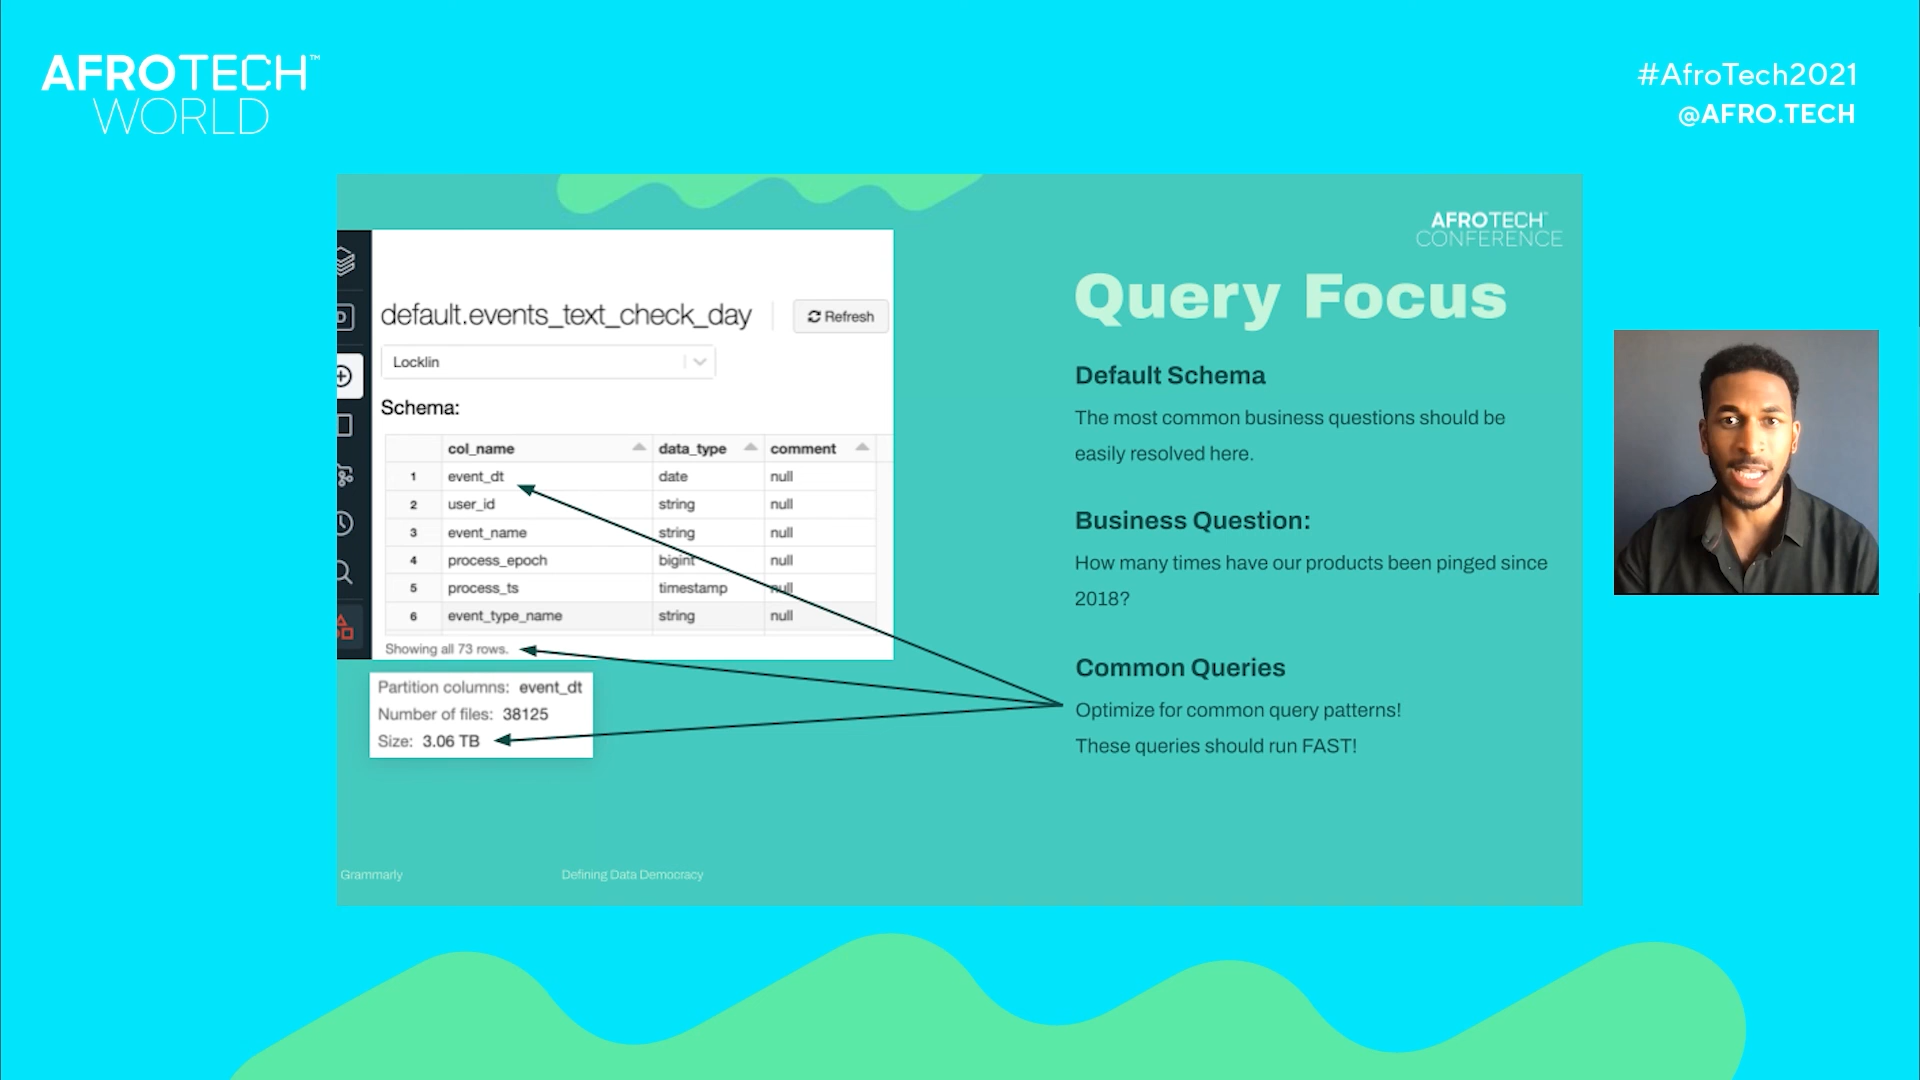 AFROTECH™
WORLD
#AfroTech2021
@AFRO.TECH
AFROTECH
CONFERENCE
default.events_text_check_day
Refresh
Locklin
Schema:
col_name data_type comment
1 event_dt date null
2 user_id string null
3 event_name string null
4 process_epoch bigint null
5 process_ts timestamp null
6 event_type_name string null
Showing all 73 rows.
Partition columns: event_dt
Number of files: 38125
Size: 3.06 TB
Query Focus
Default Schema
The most common business questions should be
easily resolved here.
Business Question:
How many times have our products been pinged since
2018?
Common Queries
Optimize for common query patterns!
These queries should run FAST!
Grammarly
Defining Data Democracy